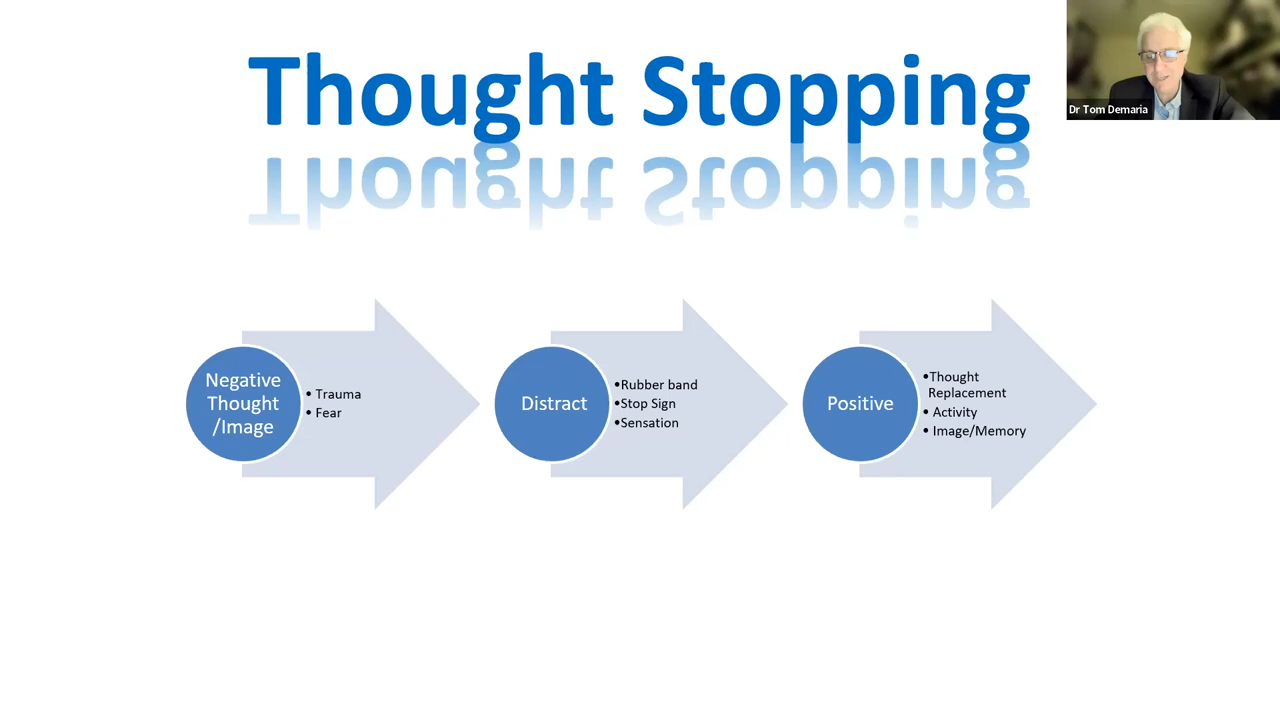 Thought Stopping
Dr Tom Demaria
Negative
Thought
/Image
• Trauma
• Fear
Distract
•Rubber band
•Stop Sign
•Sensation
Positive
•Thought
Replacement
• Activity
• Image/Memory